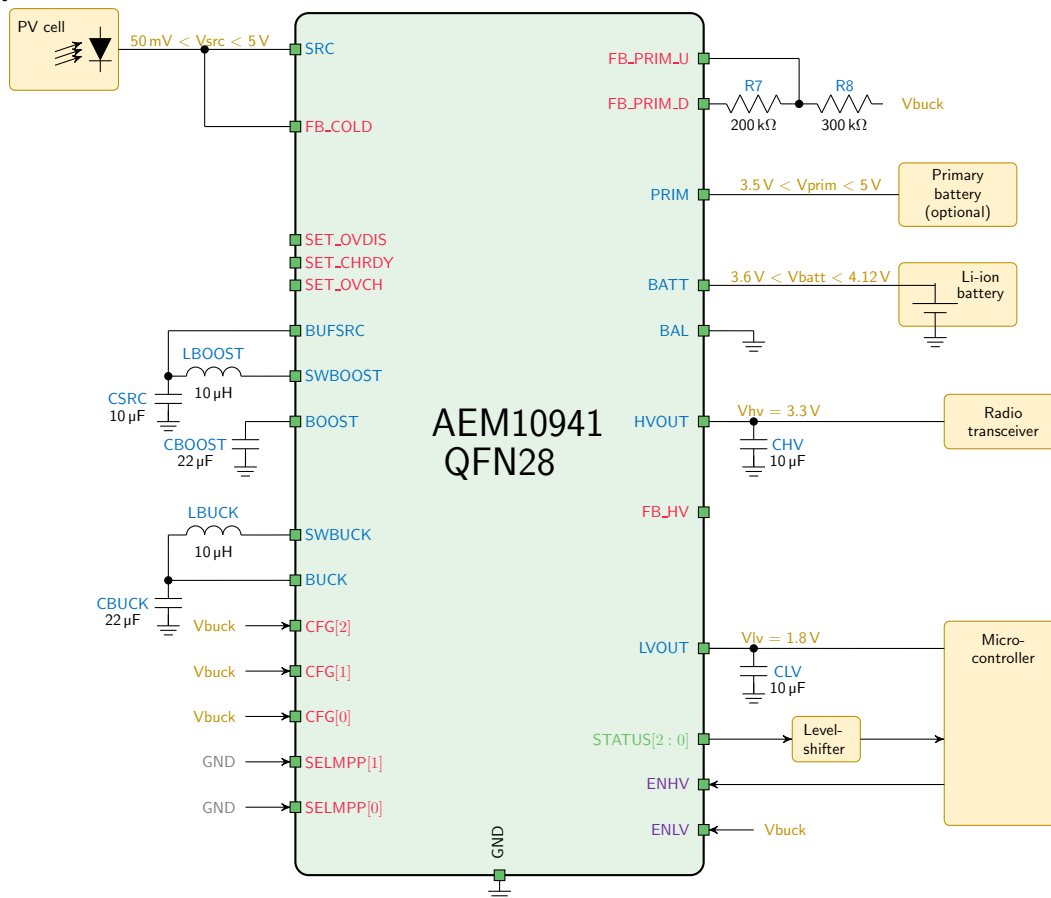 PV cell
50 mV < Vsrc < 5 V
SRC
FB_COLD
SET_OVDIS
SET_CHRDY
SET_OVCH
BUFSRC
LBOOST
10 µH
SWBOOST
CSRC
10 µF
BOOST
CBOOST
22 µF
LBUCK
10 µH
SWBUCK
BUCK
CBUCK
22 µF
Vbuck
CFG[2]
Vbuck
CFG[1]
Vbuck
CFG[0]
GND
SELMPP[1]
GND
SELMPP[0]
AEM10941
QFN28
GND
FB_PRIM_U
FB_PRIM_D
R7
200 kΩ
R8
300 kΩ
Vbuck
PRIM
3.5 V < Vprim < 5 V
Primary
battery
(optional)
BATT
3.6 V < Vbatt < 4.12 V
Li-ion
battery
BAL
HVOUT
Vhv = 3.3 V
CHV
10 µF
Radio
transceiver
FB_HV
LVOUT
Vlv = 1.8 V
CLV
10 µF
Micro-
controller
STATUS[2 : 0]
Level-
shifter
ENHV
ENLV
Vbuck